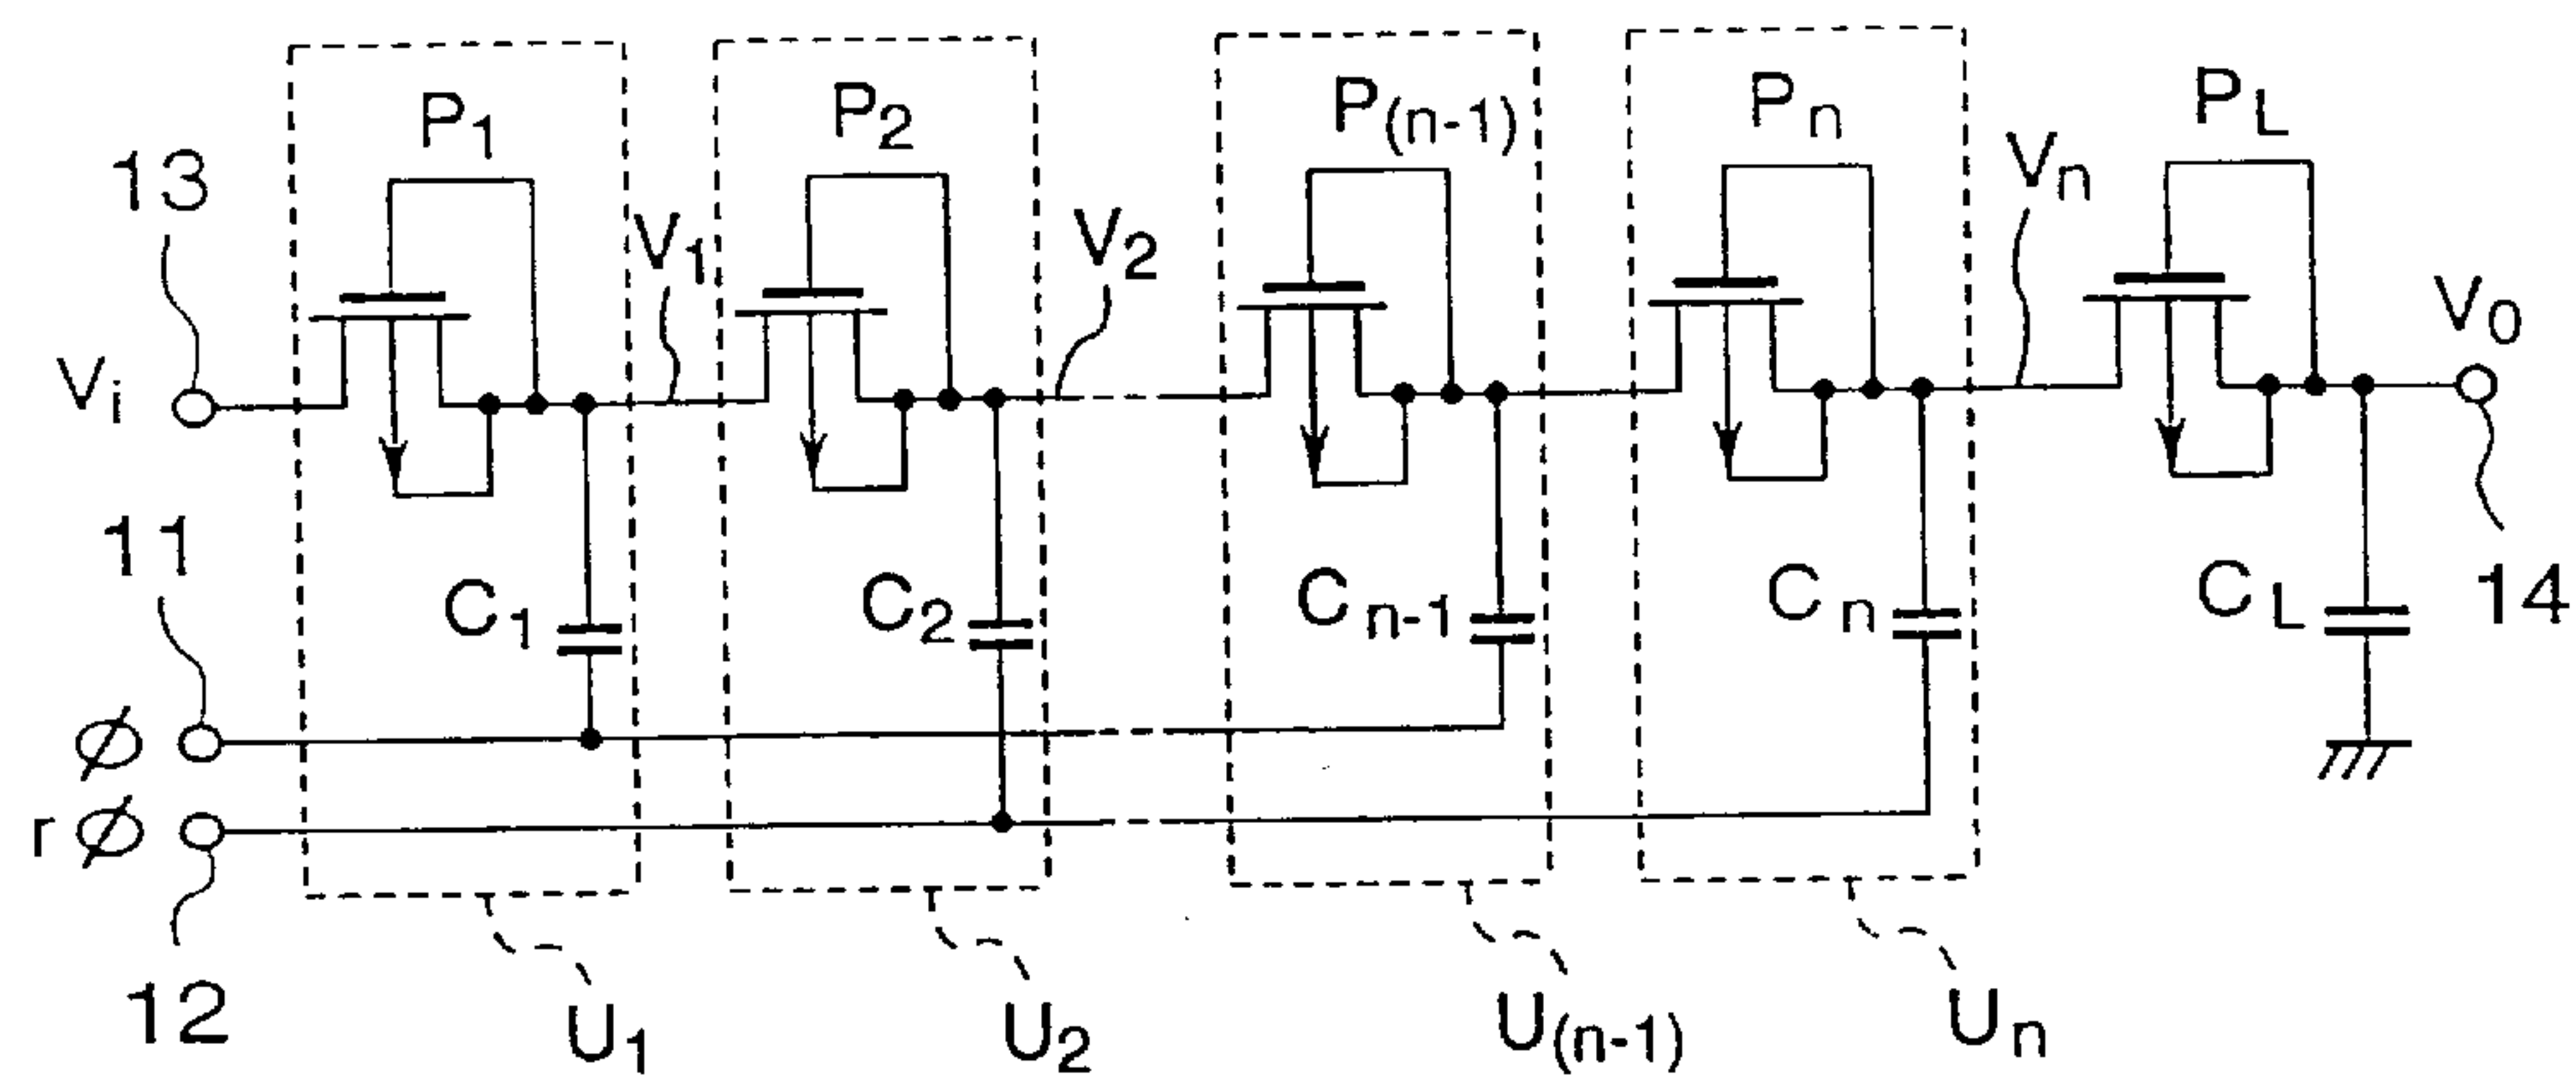 P1 P2 P(n-1) Pn PL
13 V1 V2 Vn V0
Vi
11 C1 C2 Cn-1 Cn CL 14
ϕ
rϕ
12 U1 U2 U(n-1) Un